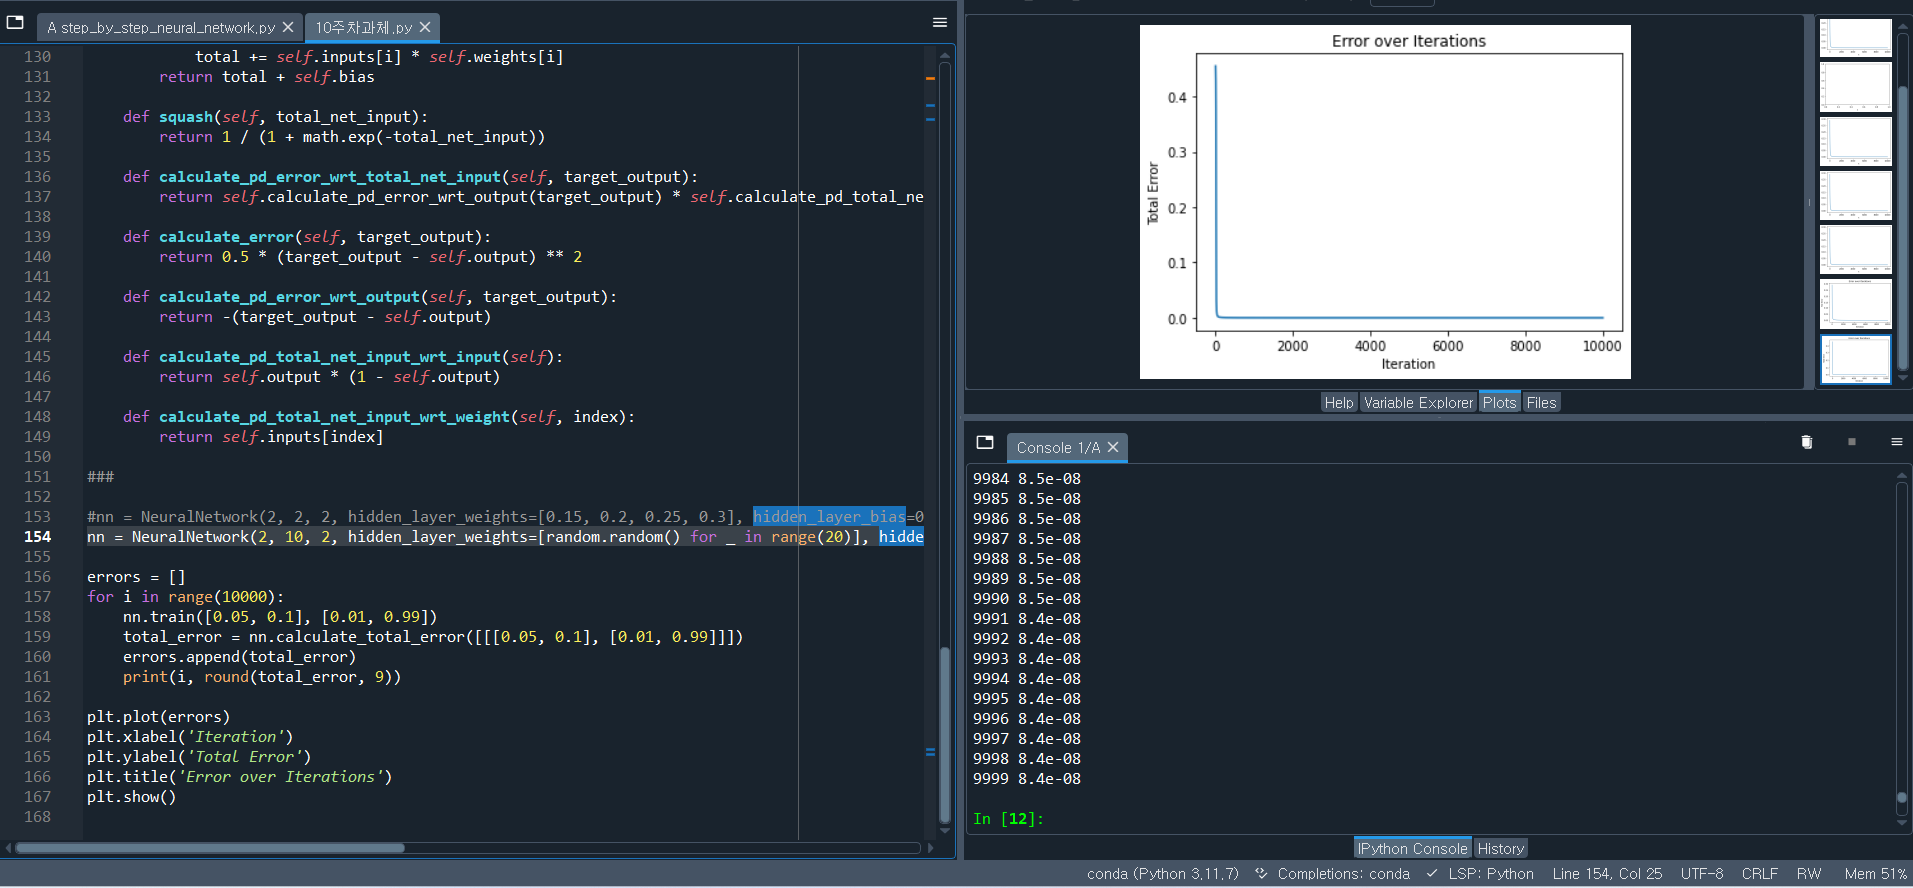 A step_by_step_neural_network.py
10주차과제.py
130 total += self.inputs[i] * self.weights[i]
131 return total + self.bias
132
133 def squash(self, total_net_input):
134 return 1 / (1 + math.exp(-total_net_input))
135
136 def calculate_pd_error_wrt_total_net_input(self, target_output):
137 return self.calculate_pd_error_wrt_output(target_output) * self.calculate_pd_total_ne
138
139 def calculate_error(self, target_output):
140 return 0.5 * (target_output - self.output) ** 2
141
142 def calculate_pd_error_wrt_output(self, target_output):
143 return -(target_output - self.output)
144
145 def calculate_pd_total_net_input_wrt_input(self):
146 return self.output * (1 - self.output)
147
148 def calculate_pd_total_net_input_wrt_weight(self, index):
149 return self.inputs[index]
150
151 ###
152
153 #nn = NeuralNetwork(2, 2, 2, hidden_layer_weights=[0.15, 0.2, 0.25, 0.3], hidden_layer_bias=0
154 nn = NeuralNetwork(2, 10, 2, hidden_layer_weights=[random.random() for _ in range(20)], hidde
155
156 errors = []
157 for i in range(10000):
158 nn.train([0.05, 0.1], [0.01, 0.99])
159 total_error = nn.calculate_total_error([[[0.05, 0.1], [0.01, 0.99]]])
160 errors.append(total_error)
161 print(i, round(total_error, 9))
162
163 plt.plot(errors)
164 plt.xlabel('Iteration')
165 plt.ylabel('Total Error')
166 plt.title('Error over Iterations')
167 plt.show()
168
Error over Iterations
Total Error
0.4
0.3
0.2
0.1
0.0
0 2000 4000 6000 8000 10000
Iteration
Help Variable Explorer Plots Files
Console 1/A
9984 8.5e-08
9985 8.5e-08
9986 8.5e-08
9987 8.5e-08
9988 8.5e-08
9989 8.5e-08
9990 8.5e-08
9991 8.4e-08
9992 8.4e-08
9993 8.4e-08
9994 8.4e-08
9995 8.4e-08
9996 8.4e-08
9997 8.4e-08
9998 8.4e-08
9999 8.4e-08
In [12]:
IPython Console History
conda (Python 3.11.7) Completions: conda LSP: Python Line 154, Col 25 UTF-8 CRLF RW Mem 51%